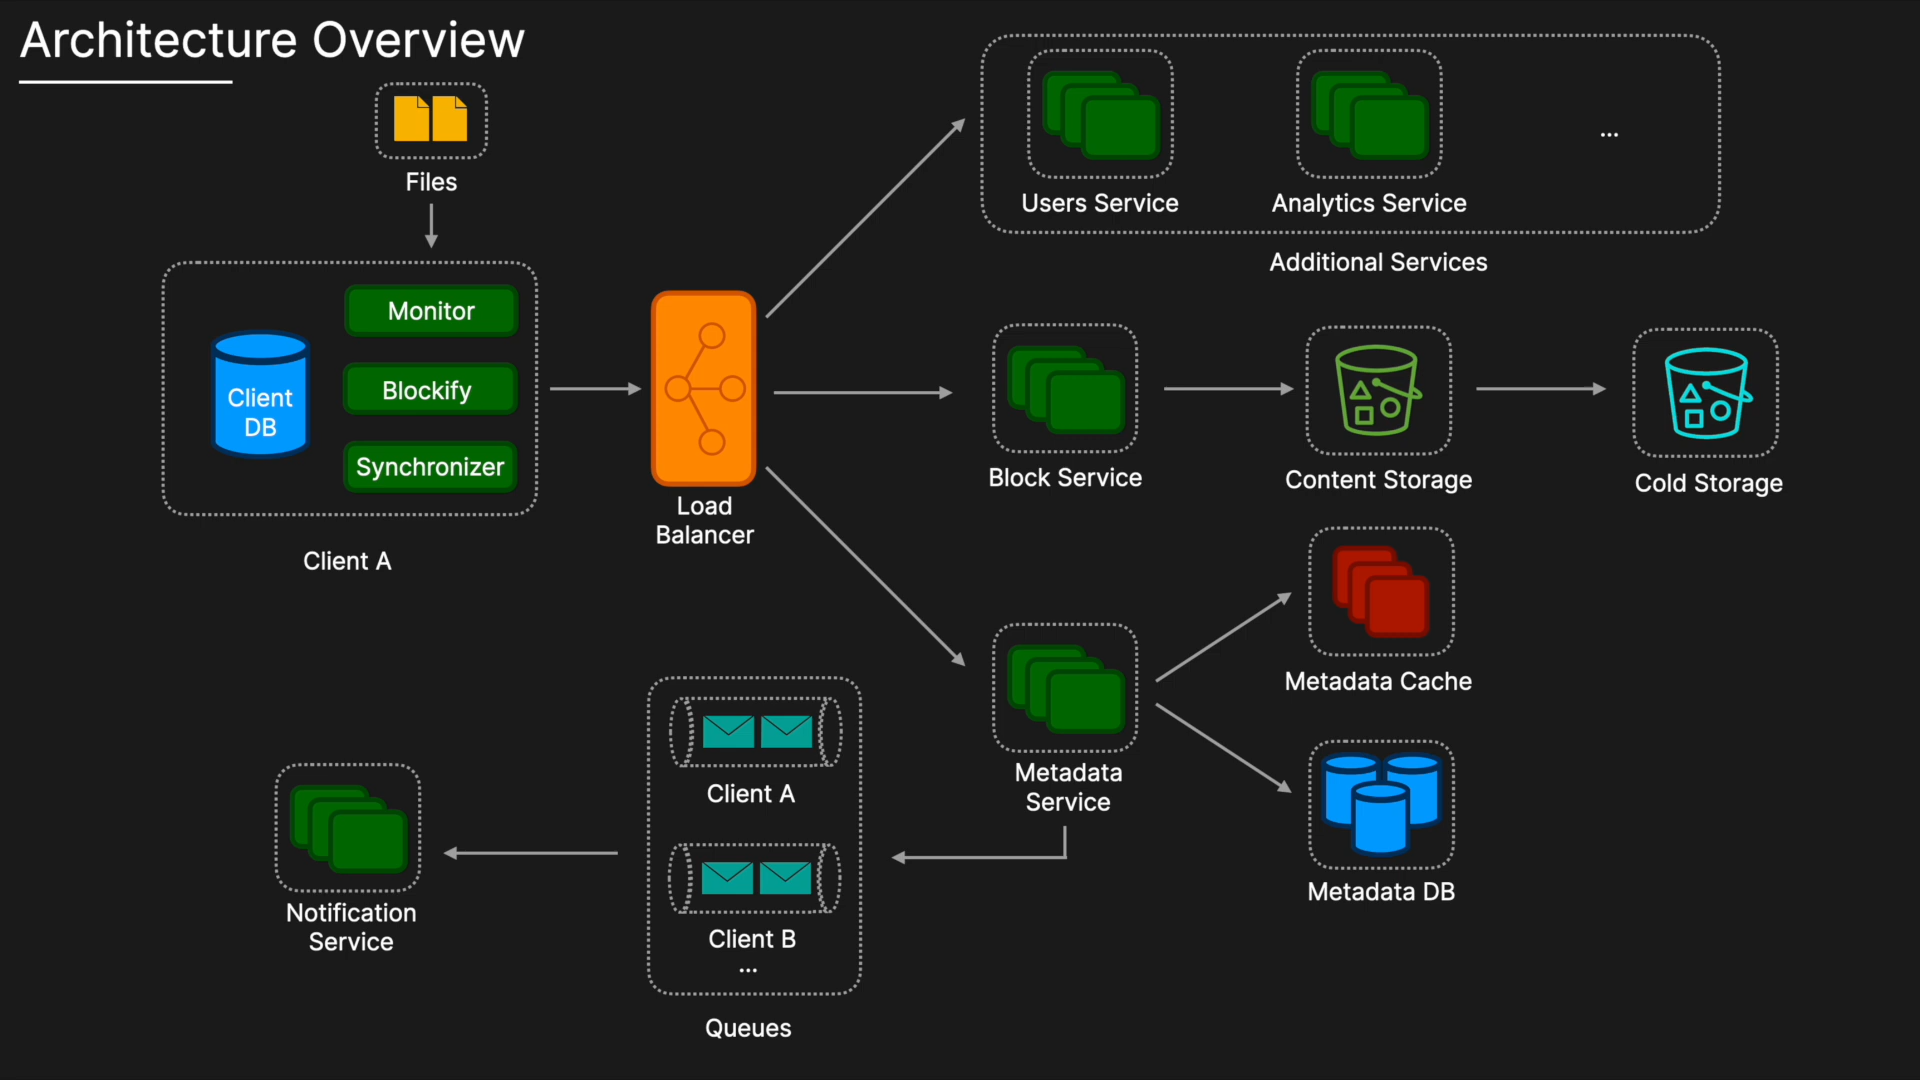 Architecture Overview
Files
Users Service
Analytics Service
...
Additional Services
Monitor
Client
DB
Blockify
Synchronizer
Client A
Load
Balancer
Block Service
Content Storage
Cold Storage
Metadata Cache
Metadata
Service
Metadata DB
Client A
Client B
...
Queues
Notification
Service